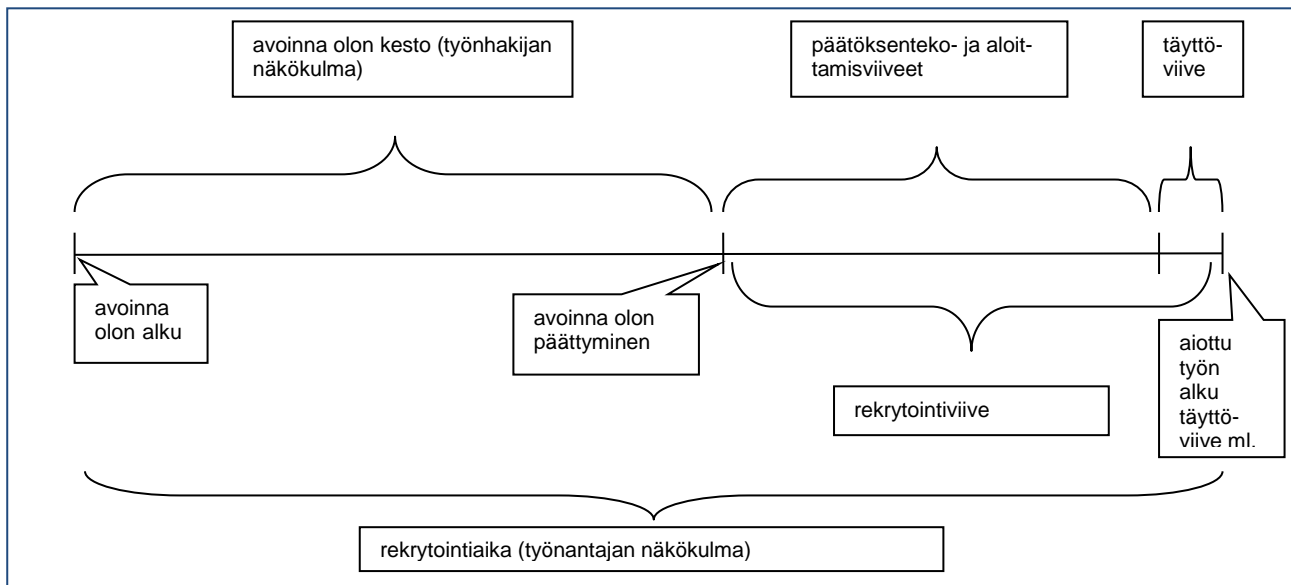 avoinna olon kesto (työnhakijan
näkökulma)
päätöksenteko- ja aloit-
tamisviiveet
täyttö-
viive
avoinna
olon alku
avoinna olon
päättyminen
aiottu
työn
alku
täyttö-
viive ml.
rekrytointiviive
rekrytointiaika (työnantajan näkökulma)